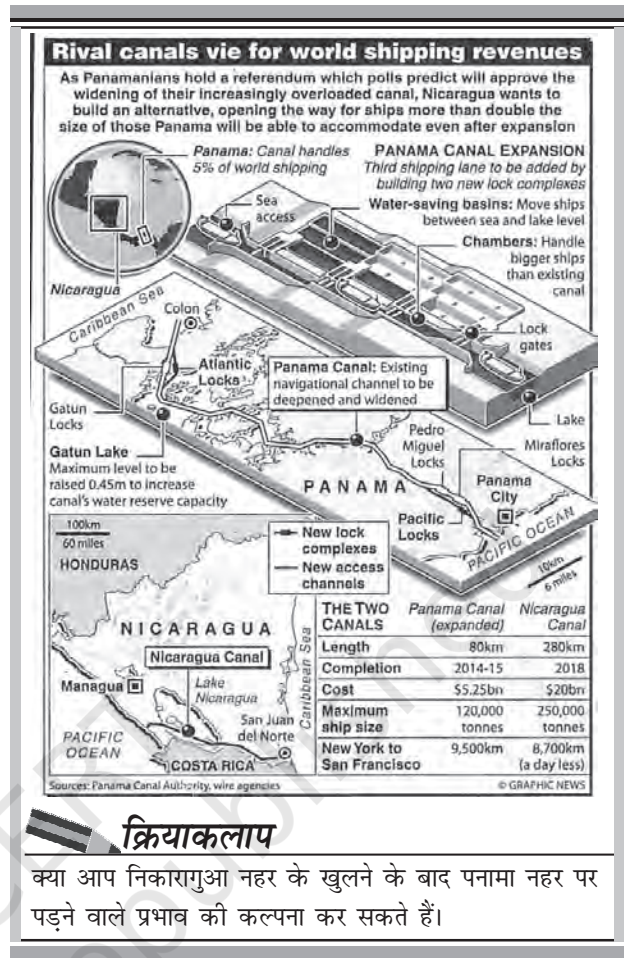 Rival canals vie for world shipping revenues
As Panamanians hold a referendum which polls predict will approve the
widening of their increasingly overloaded canal, Nicaragua wants to
build an alternative, opening the way for ships more than double the
size of those Panama will be able to accommodate even after expansion
Panama: Canal handles
5% of world shipping
PANAMA CANAL EXPANSION
Third shipping lane to be added by
building two new lock complexes
Water-saving basins: Move ships
between sea and lake level
Chambers: Handle
bigger ships
than existing
canal
Sea
access
Lock
gates
Lake
Nicaragua
Caribbean Sea
Colon
Atlantic
Locks
Panama Canal: Existing
navigational channel to be
deepened and widened
Gatun
Locks
Gatun Lake
Maximum level to be
raised 0.45m to increase
canal's water reserve capacity
Pedro
Miguel
Locks
Miraflores
Locks
PANAMA
Panama
City
Pacific
Locks
PACIFIC OCEAN
10km
6 miles
100km
60 miles
HONDURAS
New lock
complexes
New access
channels
NICARAGUA
Nicaragua Canal
Managua
Lake
Nicaragua
Caribbean Sea
San Juan
del Norte
PACIFIC
OCEAN
COSTA RICA
THE TWO CANALS Panama Canal (expanded) Nicaragua Canal
Length 80km 280km
Completion 2014-15 2018
Cost $5.25bn $20bn
Maximum ship size 120,000 tonnes 250,000 tonnes
New York to San Francisco 9,500km 8,700km (a day less)
Sources: Panama Canal Authority, wire agencies
© GRAPHIC NEWS
क्रियाकलाप
क्या आप निकारागुआ नहर के खुलने के बाद पनामा नहर पर
पड़ने वाले प्रभाव की कल्पना कर सकते हैं।